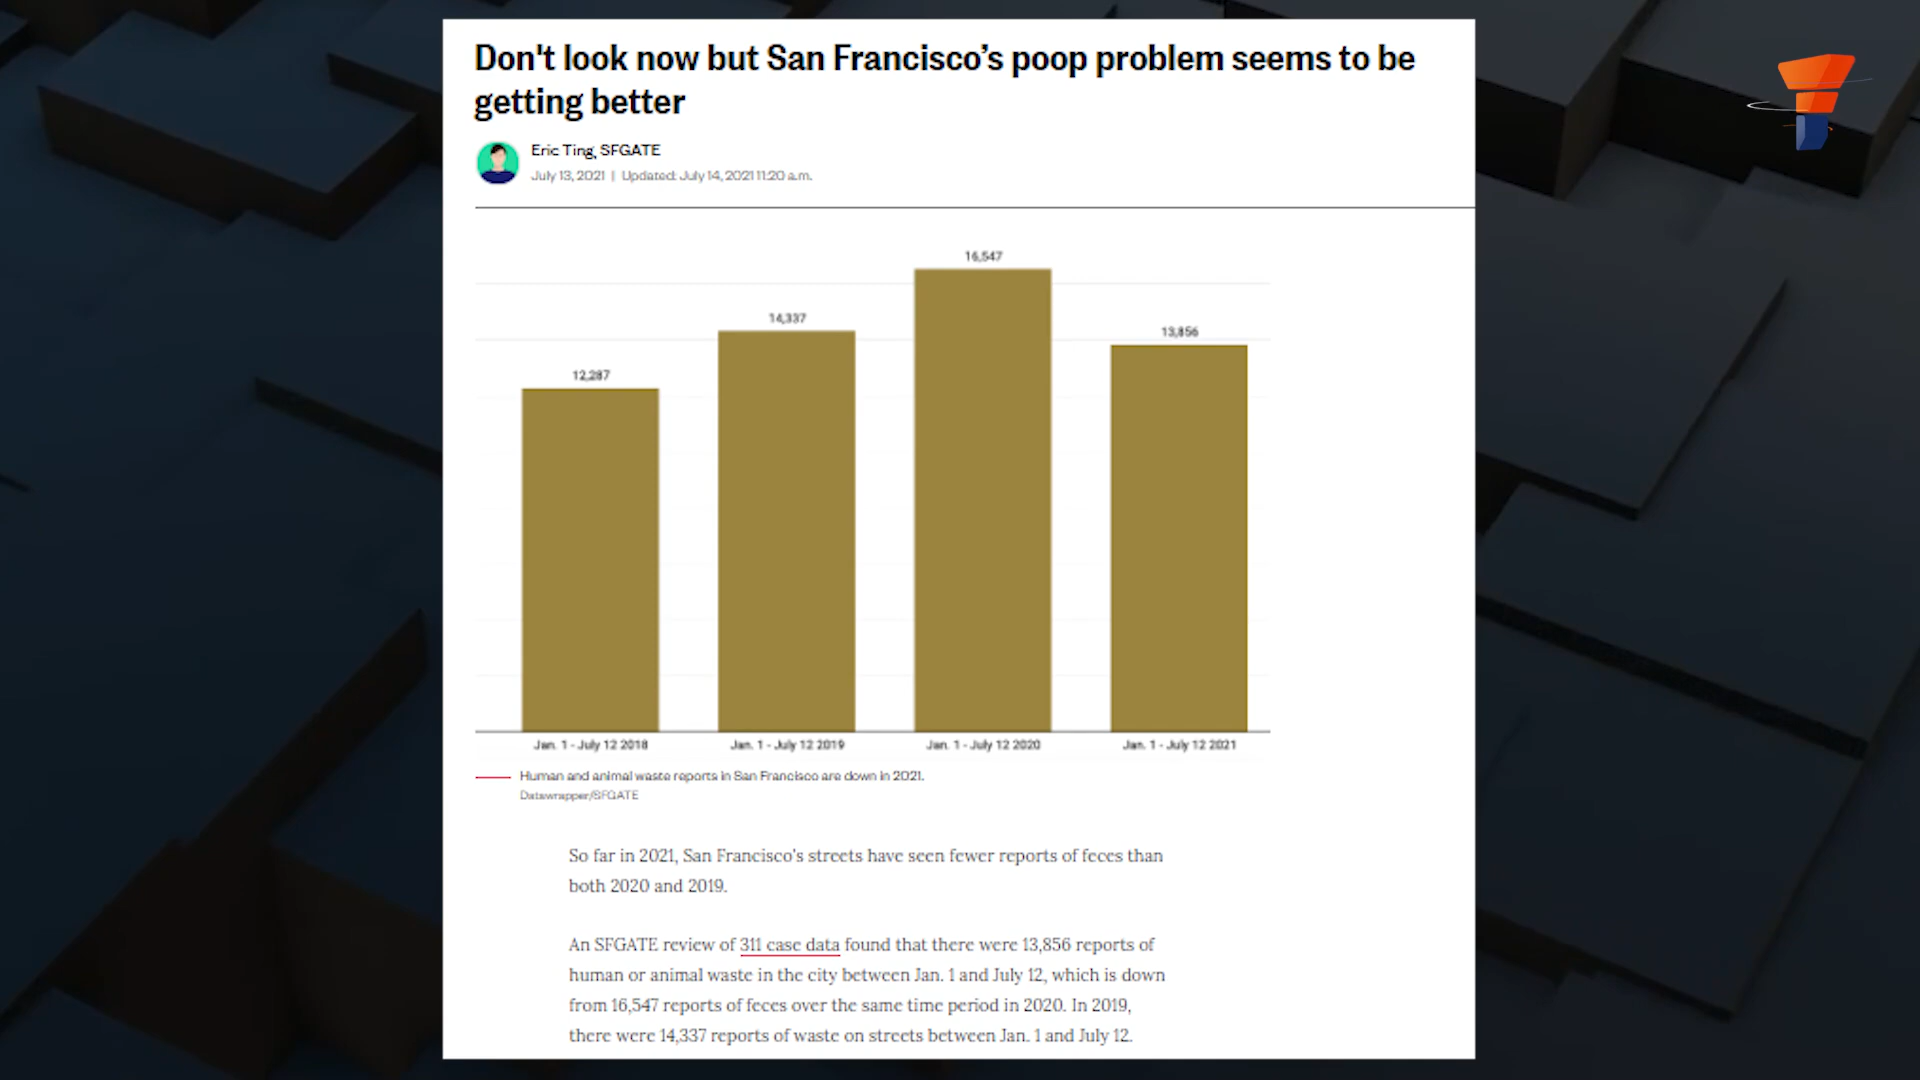 Don't look now but San Francisco’s poop problem seems to be
getting better
Eric Ting, SFGATE
July 13, 2021 | Updated: July 14, 2021 11:20 a.m.
16,547
14,337
13,856
12,287
Jan. 1 - July 12 2018
Jan. 1 - July 12 2019
Jan. 1 - July 12 2020
Jan. 1 - July 12 2021
Human and animal waste reports in San Francisco are down in 2021.
Datawrapper/SFGATE
So far in 2021, San Francisco's streets have seen fewer reports of feces than
both 2020 and 2019.
An SFGATE review of 311 case data found that there were 13,856 reports of
human or animal waste in the city between Jan. 1 and July 12, which is down
from 16,547 reports of feces over the same time period in 2020. In 2019,
there were 14,337 reports of waste on streets between Jan. 1 and July 12.